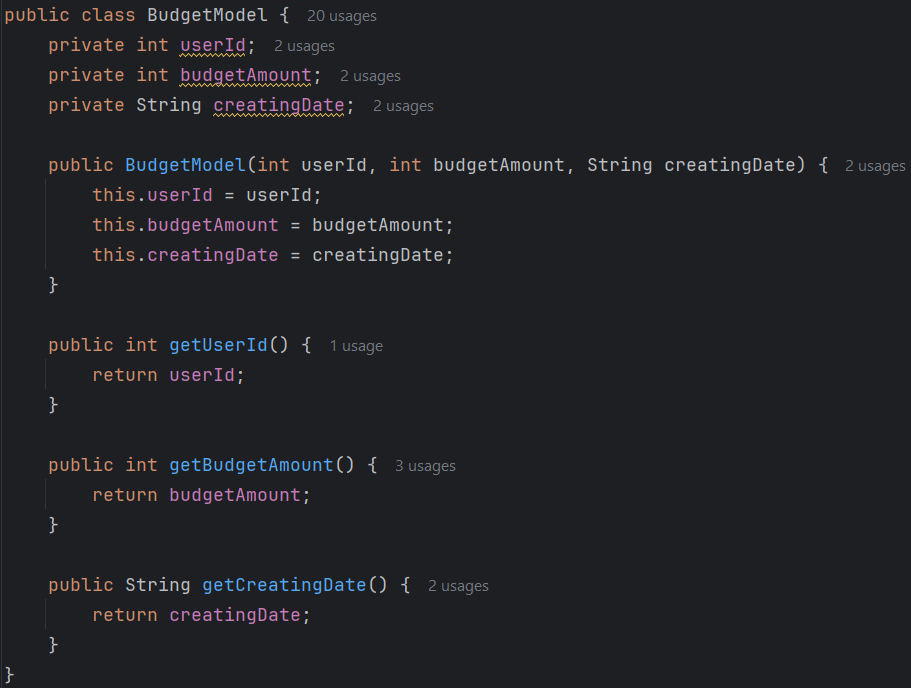 public class BudgetModel { 20 usages
private int userId; 2 usages
private int budgetAmount; 2 usages
private String creatingDate; 2 usages
public BudgetModel(int userId, int budgetAmount, String creatingDate) { 2 usages
this.userId = userId;
this.budgetAmount = budgetAmount;
this.creatingDate = creatingDate;
}
public int getUserId() { 1 usage
return userId;
}
public int getBudgetAmount() { 3 usages
return budgetAmount;
}
public String getCreatingDate() { 2 usages
return creatingDate;
}
}